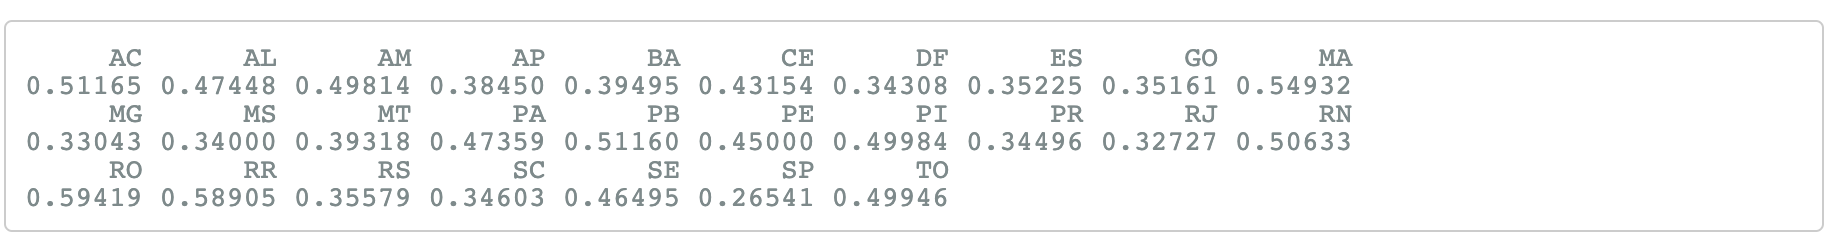 AC AL AM AP BA CE DF ES GO MA
0.51165 0.47448 0.49814 0.38450 0.39495 0.43154 0.34308 0.35225 0.35161 0.54932
MG MS MT PA PB PE PI PR RJ RN
0.33043 0.34000 0.39318 0.47359 0.51160 0.45000 0.49984 0.34496 0.32727 0.50633
RO RR RS SC SE SP TO
0.59419 0.58905 0.35579 0.34603 0.46495 0.26541 0.49946